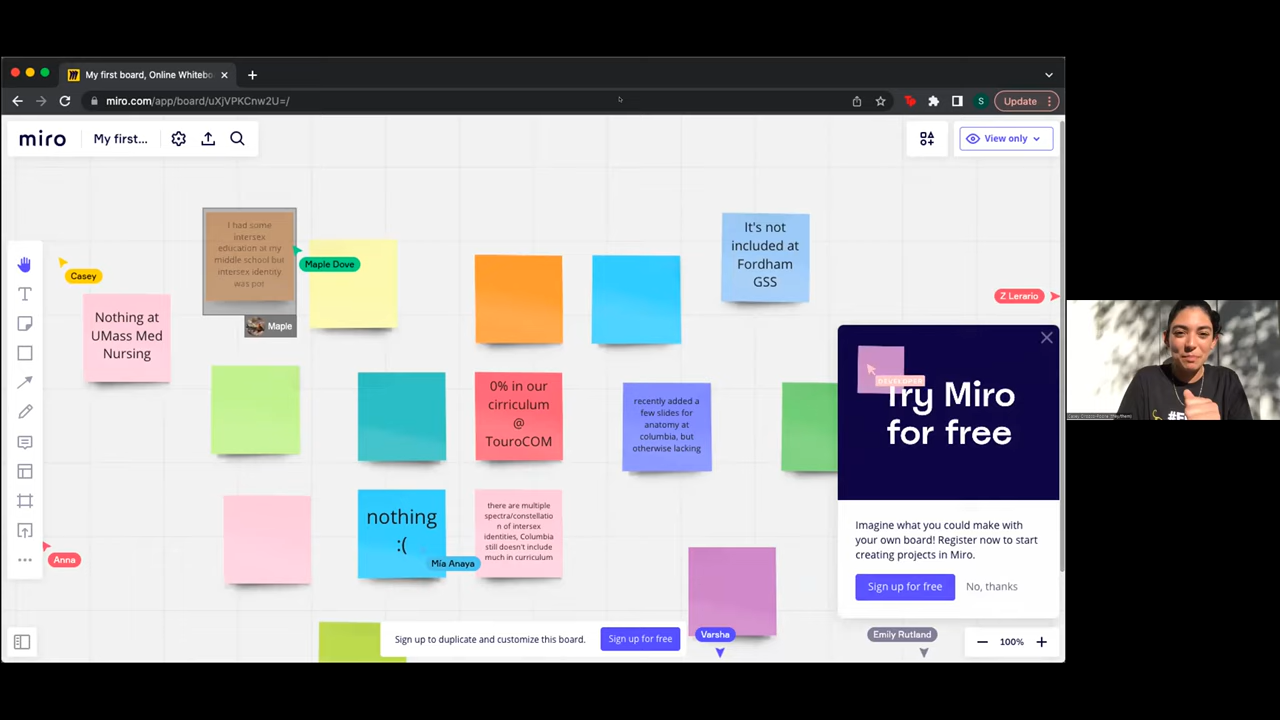 My first board, Online Whitebo
miro.com/app/board/uXjVPKCnw2U=/
S
Update
miro
My first...
View only
I had some
intersex
education at my
middle school but
intersex identity
was pot
Maple Dove
Maple
Casey
Nothing at
UMass Med
Nursing
It's not
included at
Fordham
GSS
Z Lerario
0% in our
cirriculum
@
TouroCOM
recently added a
few slides for
anatomy at
columbia, but
otherwise lacking
Try Miro
for free
nothing
:(
Mía Anaya
there are multiple
spectra/constellatio
n of intersex
identities, Columbia
still doesn't include
much in curriculum
Anna
Imagine what you could make with
your own board! Register now to start
creating projects in Miro.
Sign up for free
No, thanks
Sign up to duplicate and customize this board.
Sign up for free
Varsha
Emily Rutland
100%